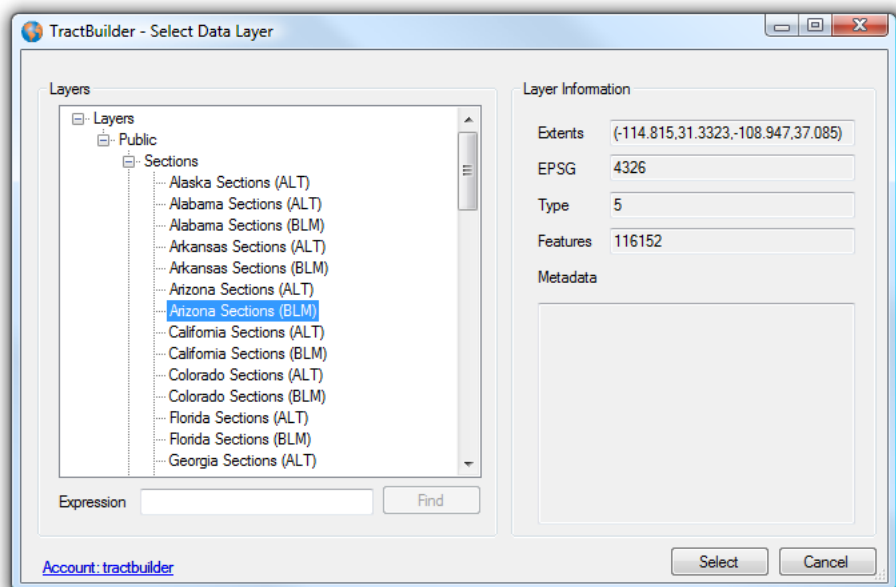 TractBuilder - Select Data Layer
Layers
Layers
Public
Sections
Alaska Sections (ALT)
Alabama Sections (ALT)
Alabama Sections (BLM)
Arkansas Sections (ALT)
Arkansas Sections (BLM)
Arizona Sections (ALT)
Arizona Sections (BLM)
California Sections (ALT)
California Sections (BLM)
Colorado Sections (ALT)
Colorado Sections (BLM)
Florida Sections (ALT)
Florida Sections (BLM)
Georgia Sections (ALT)
Expression
Find
Account: tractbuilder
Layer Information
Extents (-114.815,31.3323,-108.947,37.085)
EPSG 4326
Type 5
Features 116152
Metadata
Select Cancel